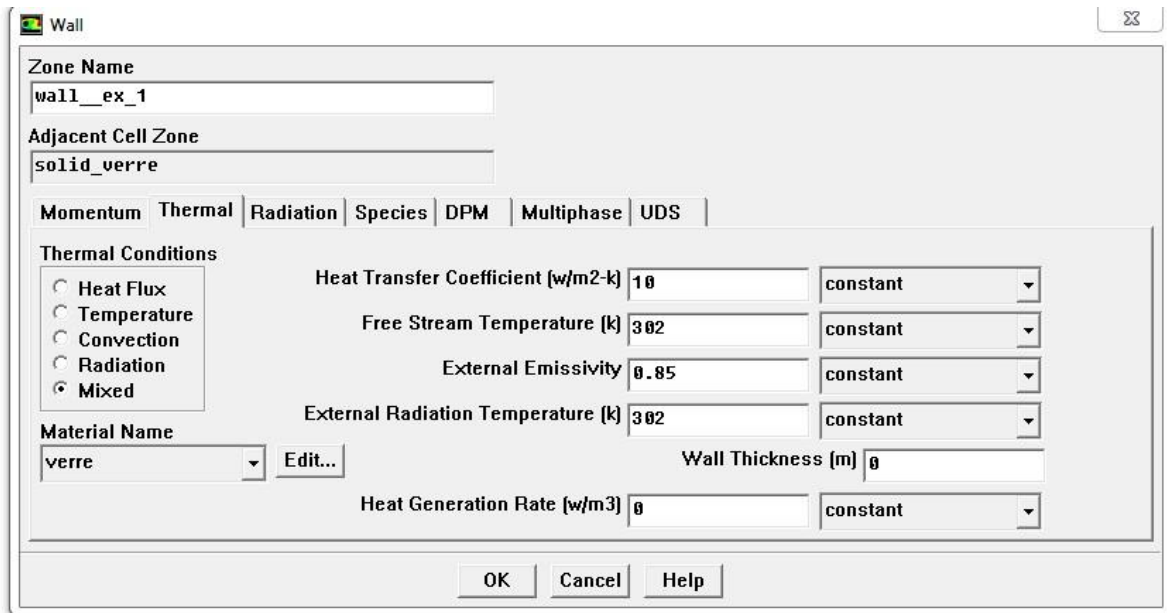 Wall
Zone Name
wall__ex_1
Adjacent Cell Zone
solid_verre
Momentum Thermal Radiation Species DPM Multiphase UDS
Thermal Conditions
Heat Flux
Temperature
Convection
Radiation
Mixed
Heat Transfer Coefficient (w/m2-k) 10 constant
Free Stream Temperature (k) 302 constant
External Emissivity 0.85 constant
External Radiation Temperature (k) 302 constant
Material Name
verre Edit...
Wall Thickness (m) 0
Heat Generation Rate (w/m3) 0 constant
OK Cancel Help